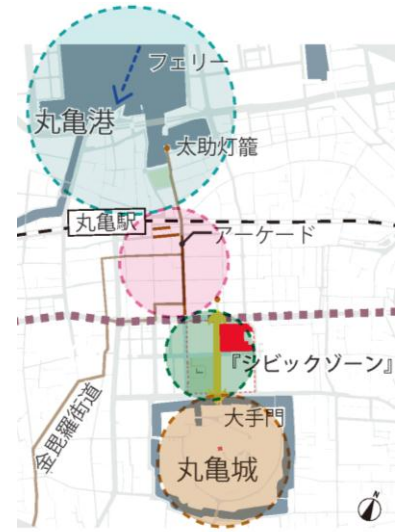 フェリー
丸亀港
太助灯籠
丸亀駅
アーケード
『シビックゾーン』
大手門
金毘羅街道
丸亀城